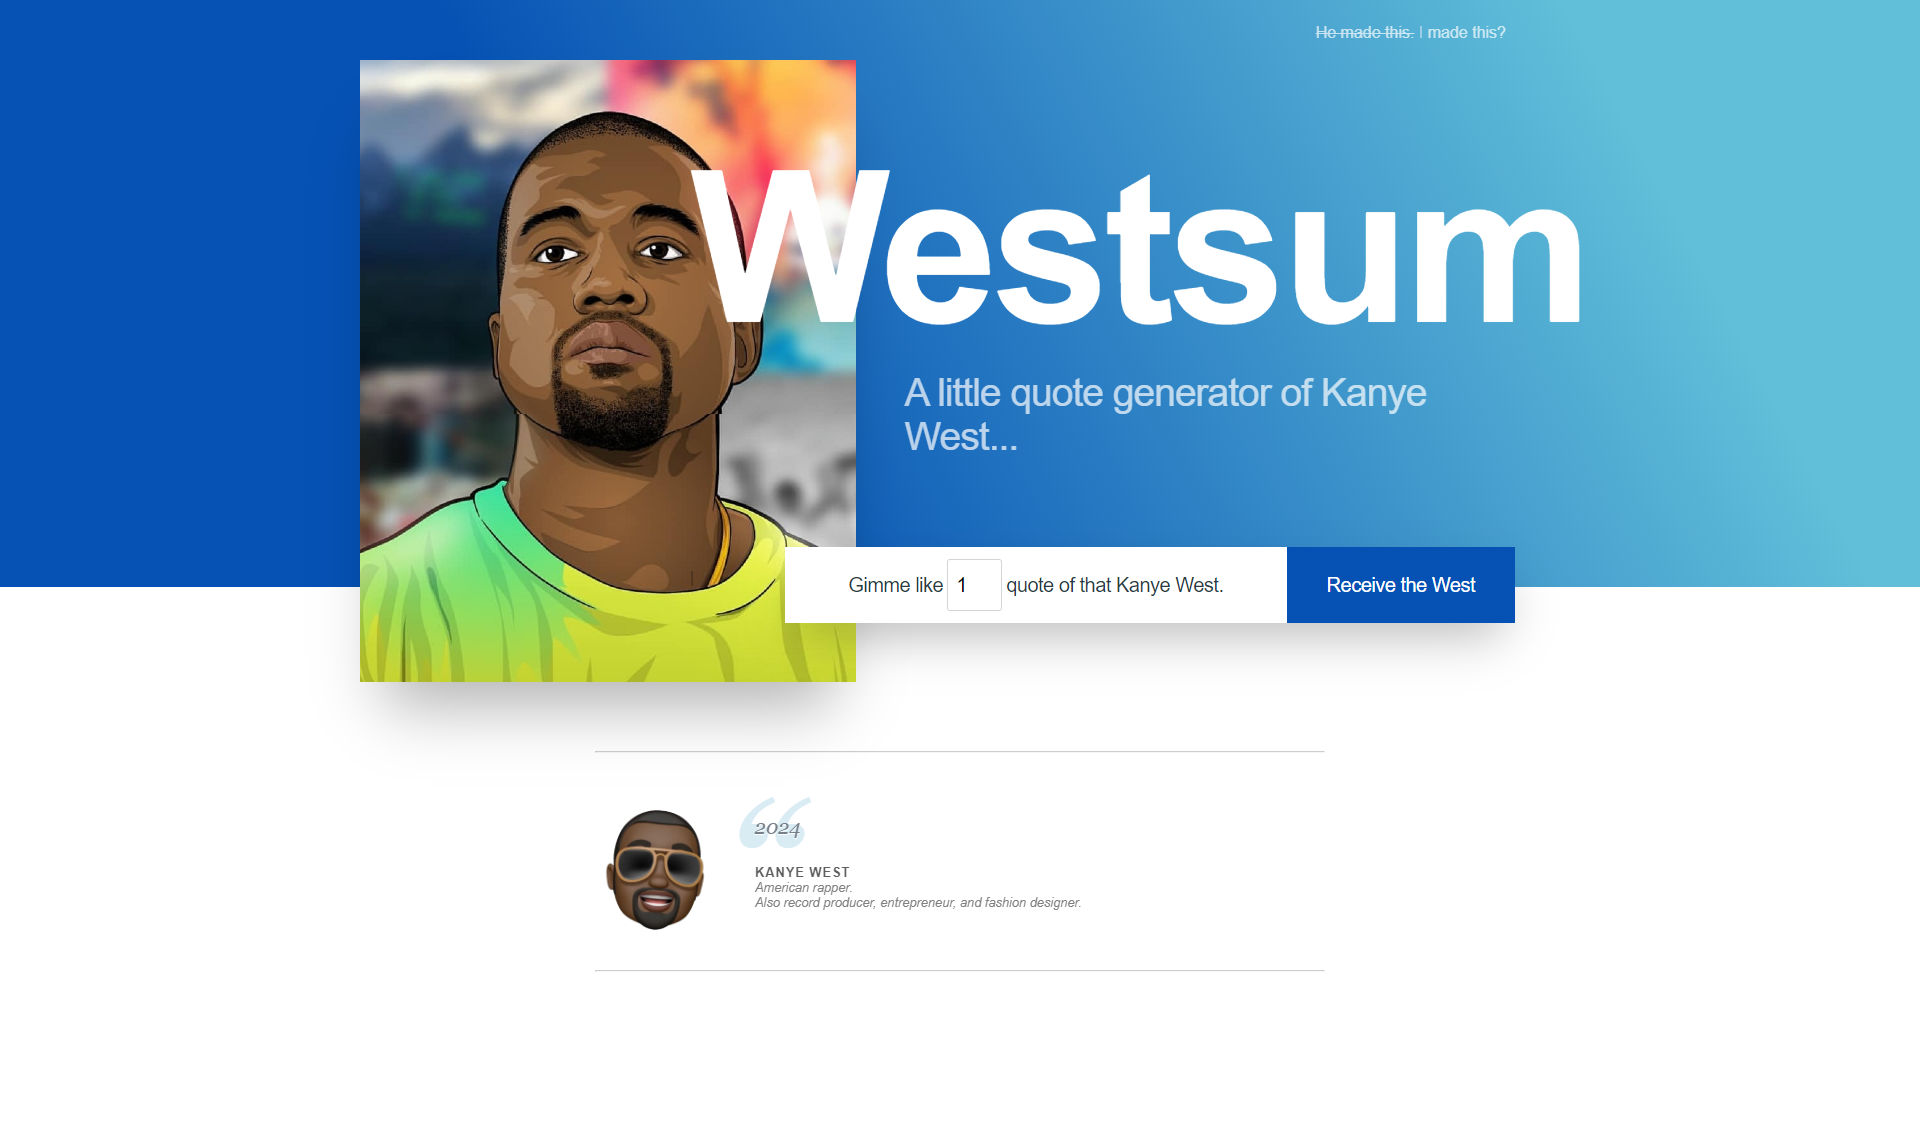 He made this. I made this?
Westsum
A little quote generator of Kanye
West...
Gimme like 1 quote of that Kanye West.
Receive the West
“
2024
KANYE WEST
American rapper.
Also record producer, entrepreneur, and fashion designer.